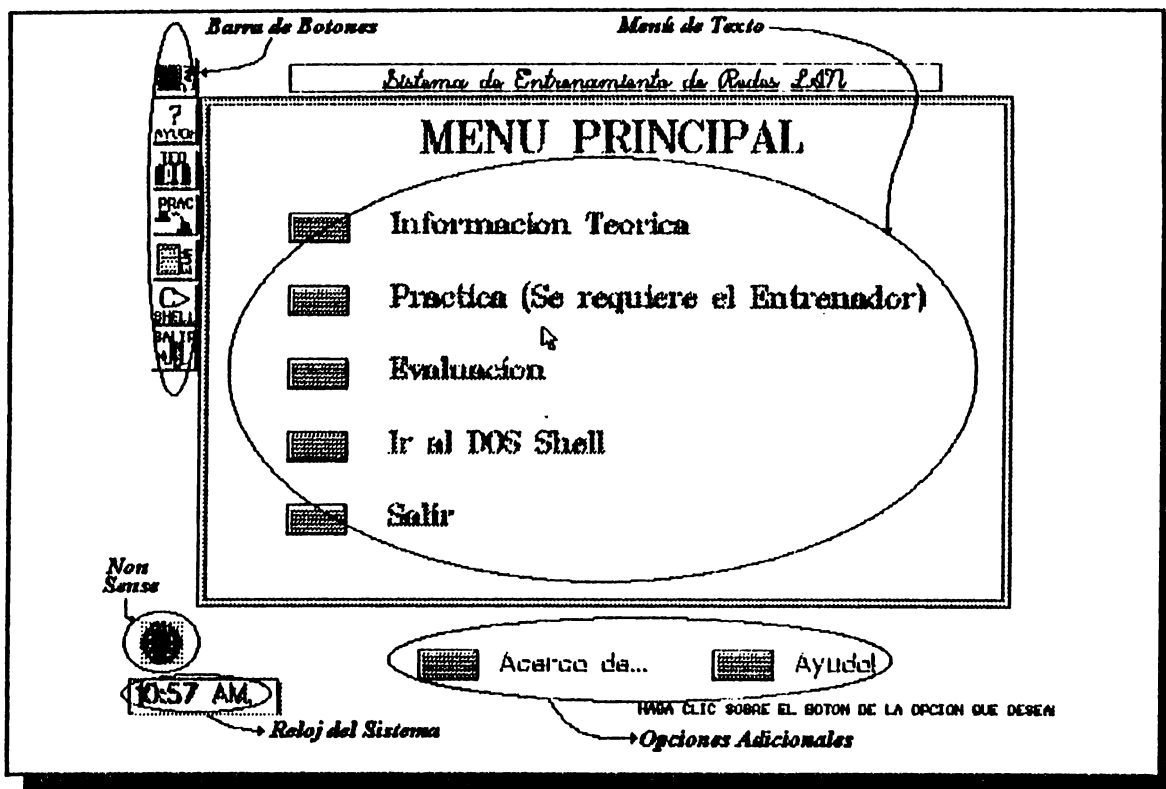 Barra de Botones
Menú de Texto
Sistema de Entrenamiento de Redes LAN
?
AYUDA
MENU PRINCIPAL
TEO
PRAC
Informacion Teorica
Practica (Se requiere el Entrenador)
SHELL
SALIR
Evaluacion
Ir al DOS Shell
Salir
Non
Sense
Acerca de...
Ayuda!
10:57 AM.
HAGA CLIC SOBRE EL BOTON DE LA OPCION QUE DESEA!
Reloj del Sistema
Opciones Adicionales